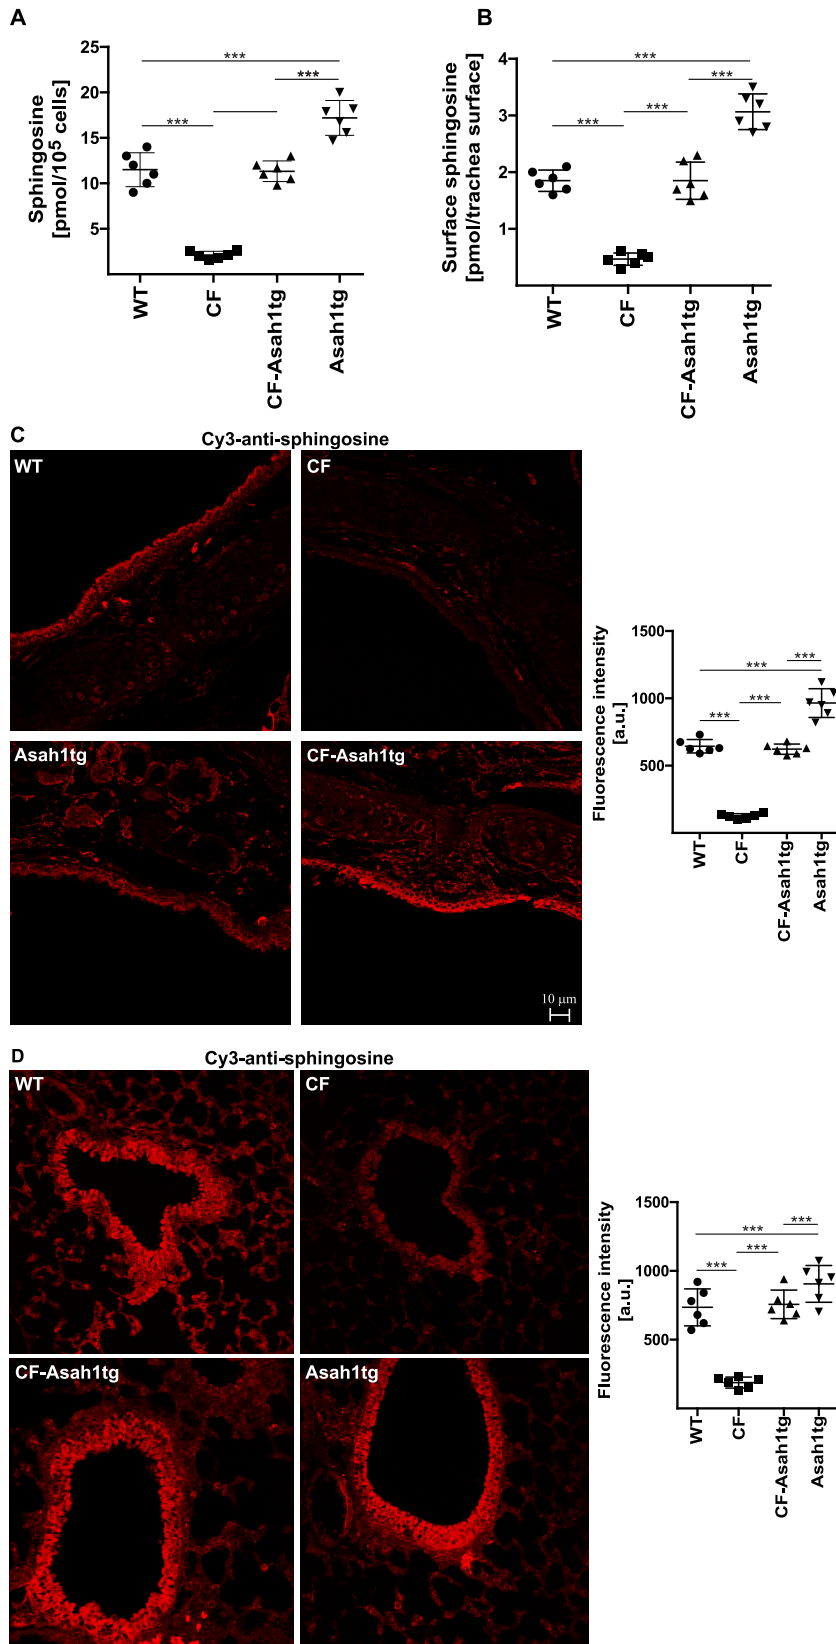 A
Sphingosine
[pmol/10⁵ cells]
25
20
15
10
5
***
***
***
WT
CF
CF-Asah1tg
Asah1tg
B
Surface sphingosine
[pmol/trachea surface]
4
3
2
1
***
***
***
***
WT
CF
CF-Asah1tg
Asah1tg
C
Cy3-anti-sphingosine
WT
CF
Asah1tg
CF-Asah1tg
10 µm
Fluorescence intensity
[a.u.]
1500
1000
500
***
***
***
***
WT
CF
CF-Asah1tg
Asah1tg
D
Cy3-anti-sphingosine
WT
CF
CF-Asah1tg
Asah1tg
Fluorescence intensity
[a.u.]
1500
1000
500
***
***
***
***
WT
CF
CF-Asah1tg
Asah1tg